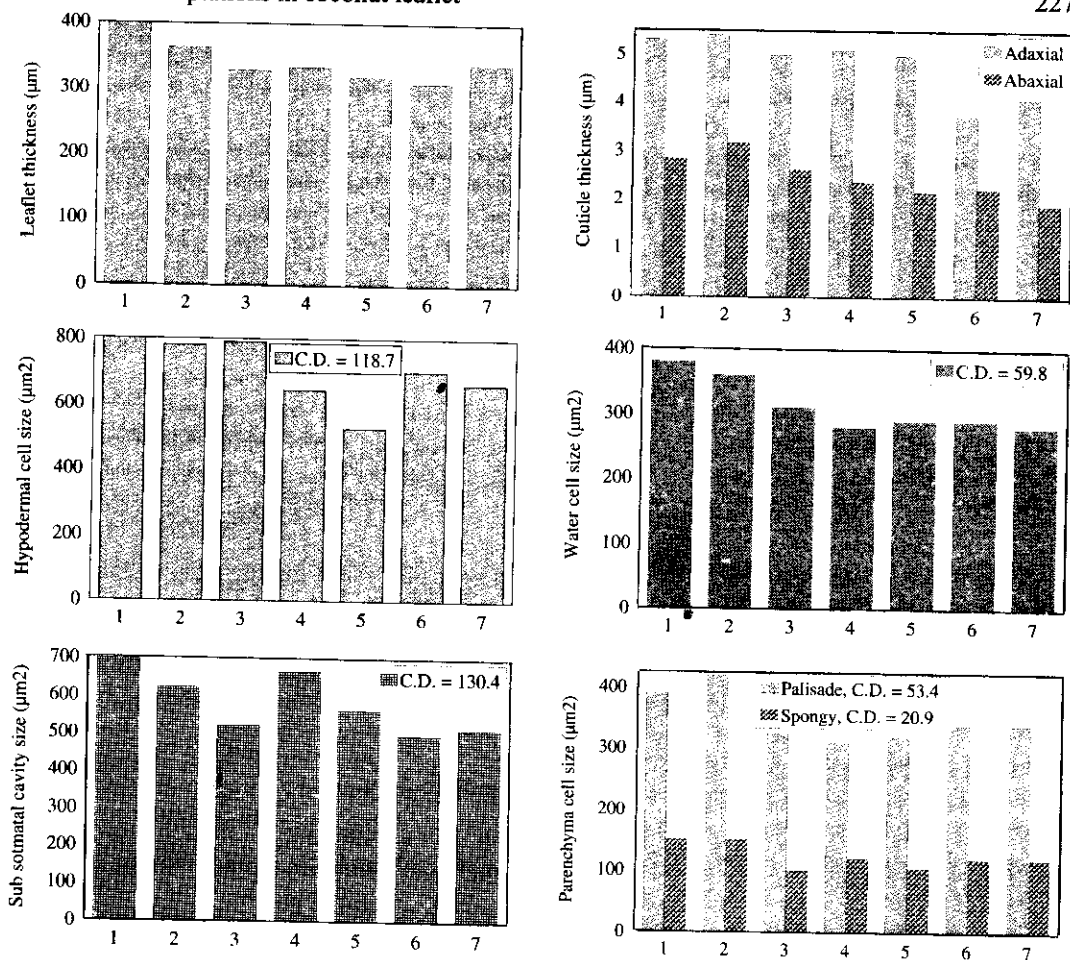 in coconut leaflet
227
Leaflet thickness (µm)
400
300
200
100
0
1 2 3 4 5 6 7
Cuticle thickness (µm)
5
4
3
2
1
0
Adaxial
Abaxial
1 2 3 4 5 6 7
Hypodermal cell size (µm2)
800
600
400
200
0
C.D. = 118.7
1 2 3 4 5 6 7
Water cell size (µm2)
400
300
200
100
0
C.D. = 59.8
1 2 3 4 5 6 7
Sub sotmatal cavity size (µm2)
700
600
500
400
300
200
100
0
C.D. = 130.4
1 2 3 4 5 6 7
Parenchyma cell size (µm2)
400
300
200
100
0
Palisade, C.D. = 53.4
Spongy, C.D. = 20.9
1 2 3 4 5 6 7